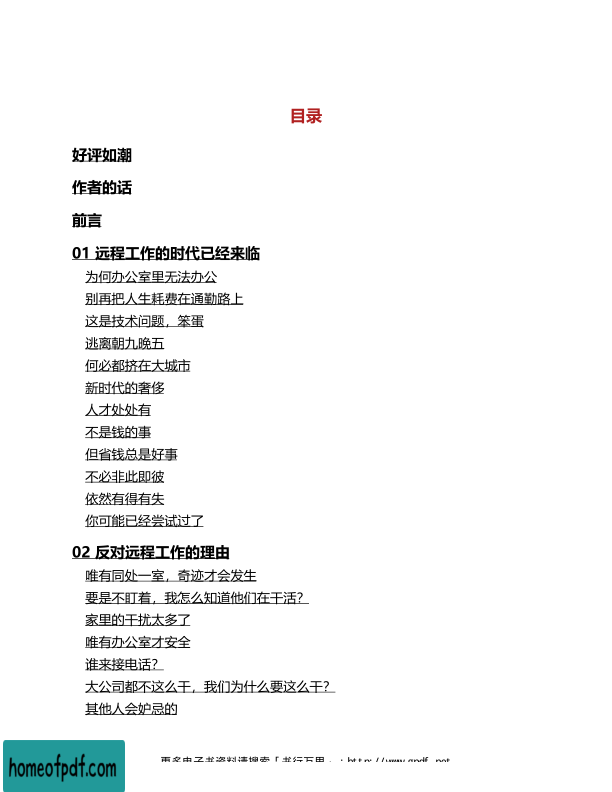 目录
好评如潮
作者的话
前言
01 远程工作的时代已经来临
为何办公室里无法办公
别再把人生耗费在通勤路上
这是技术问题，笨蛋
逃离朝九晚五
何必都挤在大城市
新时代的奢侈
人才处处有
不是钱的事
但省钱总是好事
不必非此即彼
依然有得有失
你可能已经尝试过了
02 反对远程工作的理由
唯有同处一室，奇迹才会发生
要是不盯着，我怎么知道他们在干活？
家里的干扰太多了
唯有办公室才安全
谁来接电话？
大公司都不这么干，我们为什么要这么干？
其他人会妒忌的
更多电子书资料请搜索「书行万里」：http://www.gpdf.net
homeofpdf.com